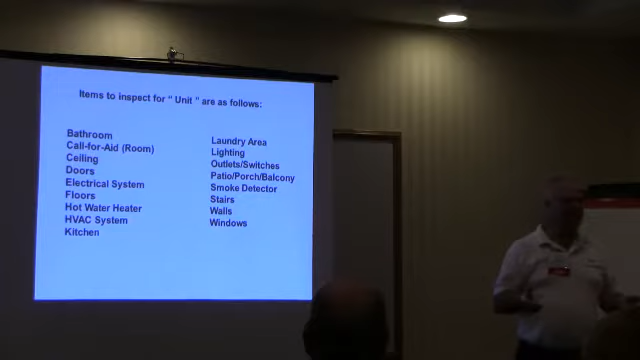 Items to inspect for " Unit " are as follows:
Bathroom
Call-for-Aid (Room)
Ceiling
Doors
Electrical System
Floors
Hot Water Heater
HVAC System
Kitchen
Laundry Area
Lighting
Outlets/Switches
Patio/Porch/Balcony
Smoke Detector
Stairs
Walls
Windows